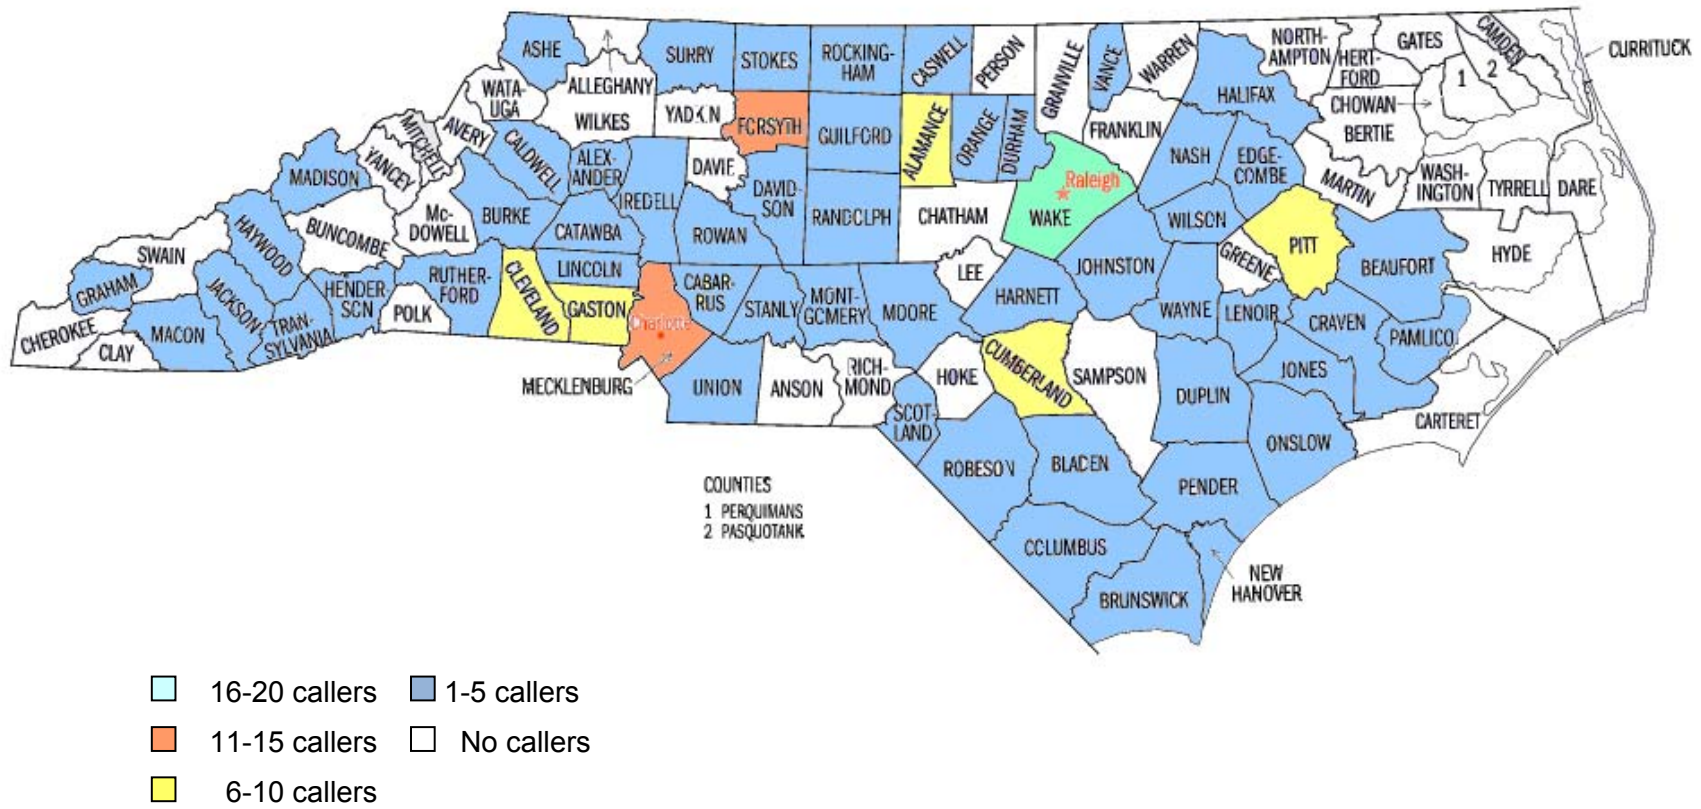 ASHE
ALLEGHANY
SURRY
STOKES
ROCKING-
HAM
CASWELL
PERSON
GRANVILLE
VANCE
WARREN
NORTH-
AMPTON
HERT-
FORD
GATES
CAMDEN
CURRITUCK
WATA-
UGA
WILKES
YADKIN
FORSYTH
GUILFORD
ALAMANCE
ORANGE
DURHAM
FRANKLIN
HALIFAX
CHOWAN
BERTIE
1
2
MITCHELL
AVERY
CALDWELL
ALEX-
ANDER
DAVIE
Raleigh
WAKE
NASH
EDGE-
COMBE
MARTIN
WASH-
INGTON
TYRRELL
DARE
MADISON
YANCEY
BURKE
IREDELL
DAVID-
SON
RANDOLPH
CHATHAM
WILSON
PITT
HAYWOOD
BUNCOMBE
Mc-
DOWELL
CATAWBA
ROWAN
LEE
JOHNSTON
GREENE
BEAUFORT
HYDE
SWAIN
GRAHAM
JACKSON
HENDER
SON
RUTHER-
FORD
CLEVELAND
LINCOLN
GASTON
CABAR-
RUS
STANLY
MONT-
GOMERY
MOORE
HARNETT
WAYNE
LENOIR
CRAVEN
PAMLICO
CHEROKEE
CLAY
MACON
TRAN-
SYLVANIA
POLK
Charlotte
MECKLENBURG
UNION
ANSON
RICH-
MOND
HOKE
CUMBERLAND
SAMPSON
DUPLIN
JONES
CARTERET
SCOT-
LAND
ROBESON
BLADEN
PENDER
ONSLOW
COLUMBUS
BRUNSWICK
NEW
HANOVER
COUNTIES
1 PERQUIMANS
2 PASQUOTANK
16-20 callers
1-5 callers
11-15 callers
No callers
6-10 callers